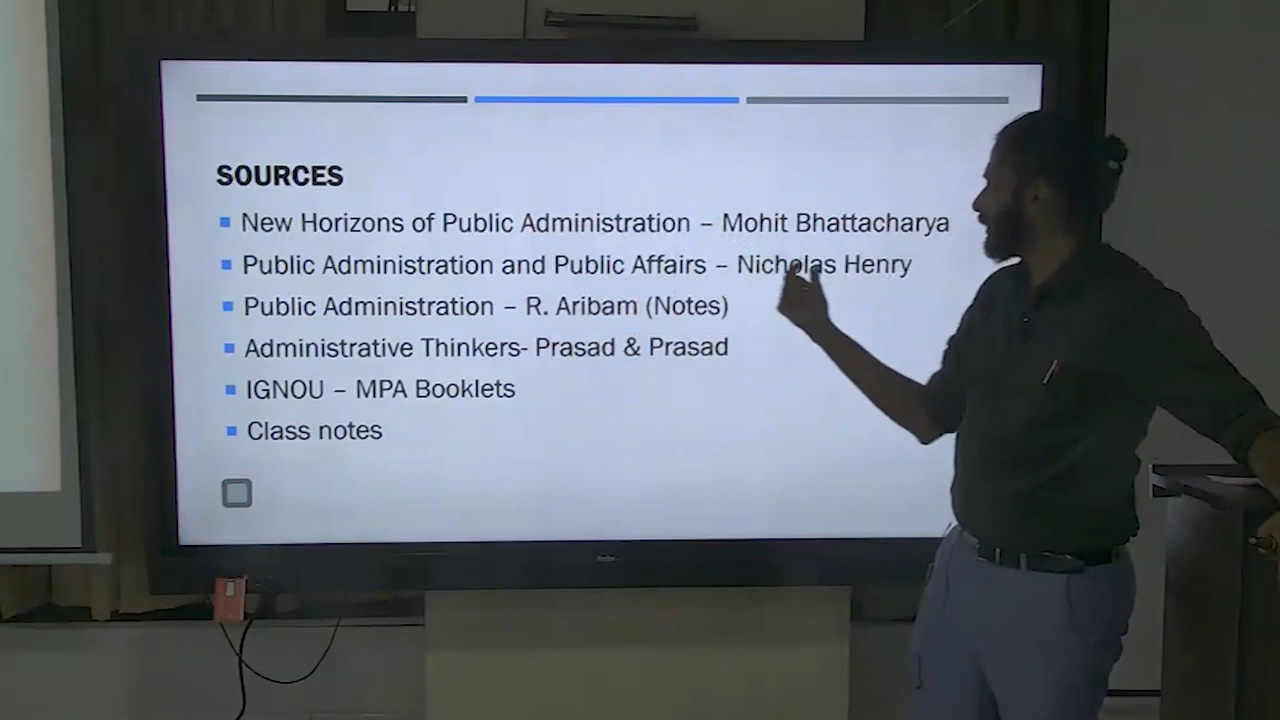 SOURCES
New Horizons of Public Administration – Mohit Bhattacharya
Public Administration and Public Affairs – Nicholas Henry
Public Administration – R. Aribam (Notes)
Administrative Thinkers- Prasad & Prasad
IGNOU – MPA Booklets
Class notes